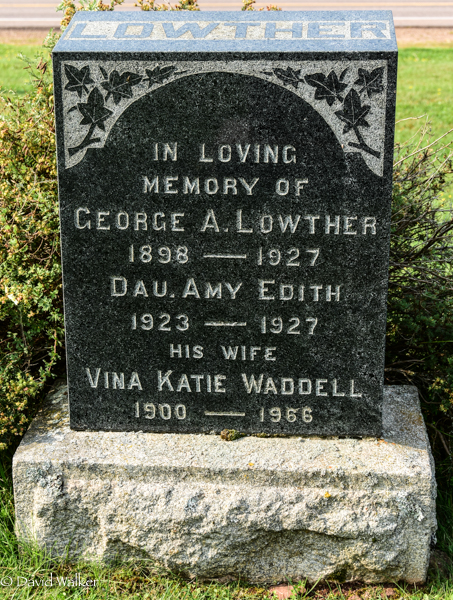 LOWTHER
IN LOVING
MEMORY OF
GEORGE A. LOWTHER
1898 — 1927
DAU. AMY EDITH
1923 — 1927
HIS WIFE
VINA KATIE WADDELL
1900 — 1966
© David Walker